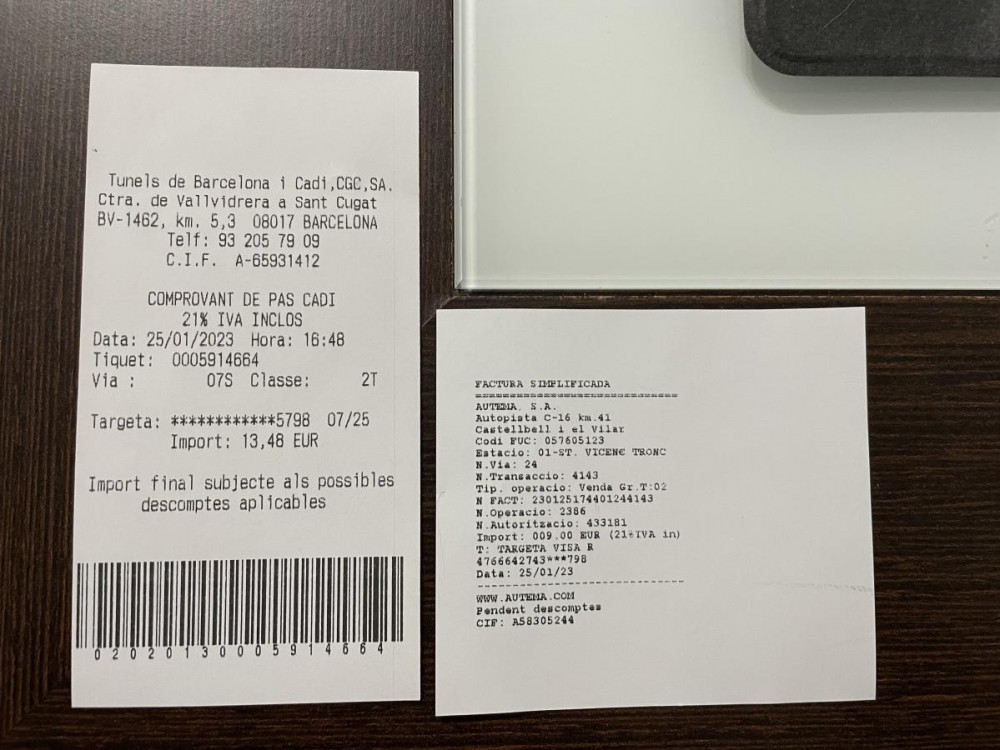 Tunels de Barcelona i Cadi,CGC,SA.
Ctra. de Vallvidrera a Sant Cugat
BV-1462, km. 5,3 08017 BARCELONA
Telf: 93 205 79 09
C.I.F. A-65931412
COMPROVANT DE PAS CADI
21% IVA INCLOS
Data: 25/01/2023 Hora: 16:48
Tiquet: 0005914664
Via : 07S Classe: 2T
Targeta: ************5798 07/25
Import: 13,48 EUR
Import final subjecte als possibles
descomptes aplicables
02020130005914664
FACTURA SIMPLIFICADA
==============================
AUTEMA, S.A.
Autopista C-16 km.41
Castellbell i el Vilar
Codi FUC: 057605123
Estacio: 01-ST. VICENC TRONC
N.Via: 24
N.Transaccio: 4143
Tip. operacio: Venda Gr.T:02
N FACT: 230125174401244143
N.Operacio: 2386
N.Autoritzacio: 433181
Import: 009.00 EUR (21%IVA in)
T: TARGETA VISA R
4766642743***798
Data: 25/01/23
------------------------------
WWW.AUTEMA.COM
Pendent descomptes
CIF: A58305244